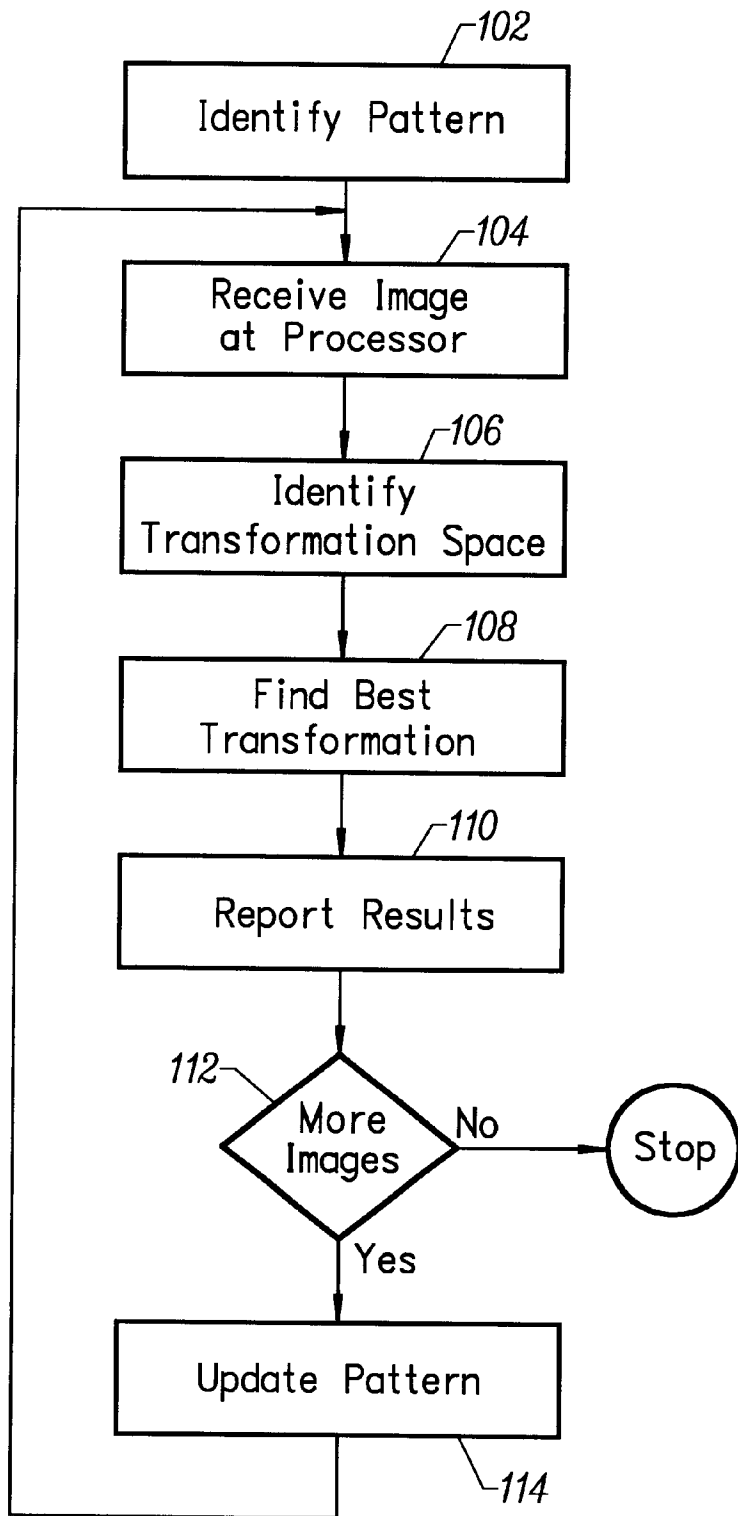 102
Identify Pattern
104
Receive Image
at Processor
106
Identify
Transformation Space
108
Find Best
Transformation
110
Report Results
112
More
Images
No
Stop
Yes
Update Pattern
114